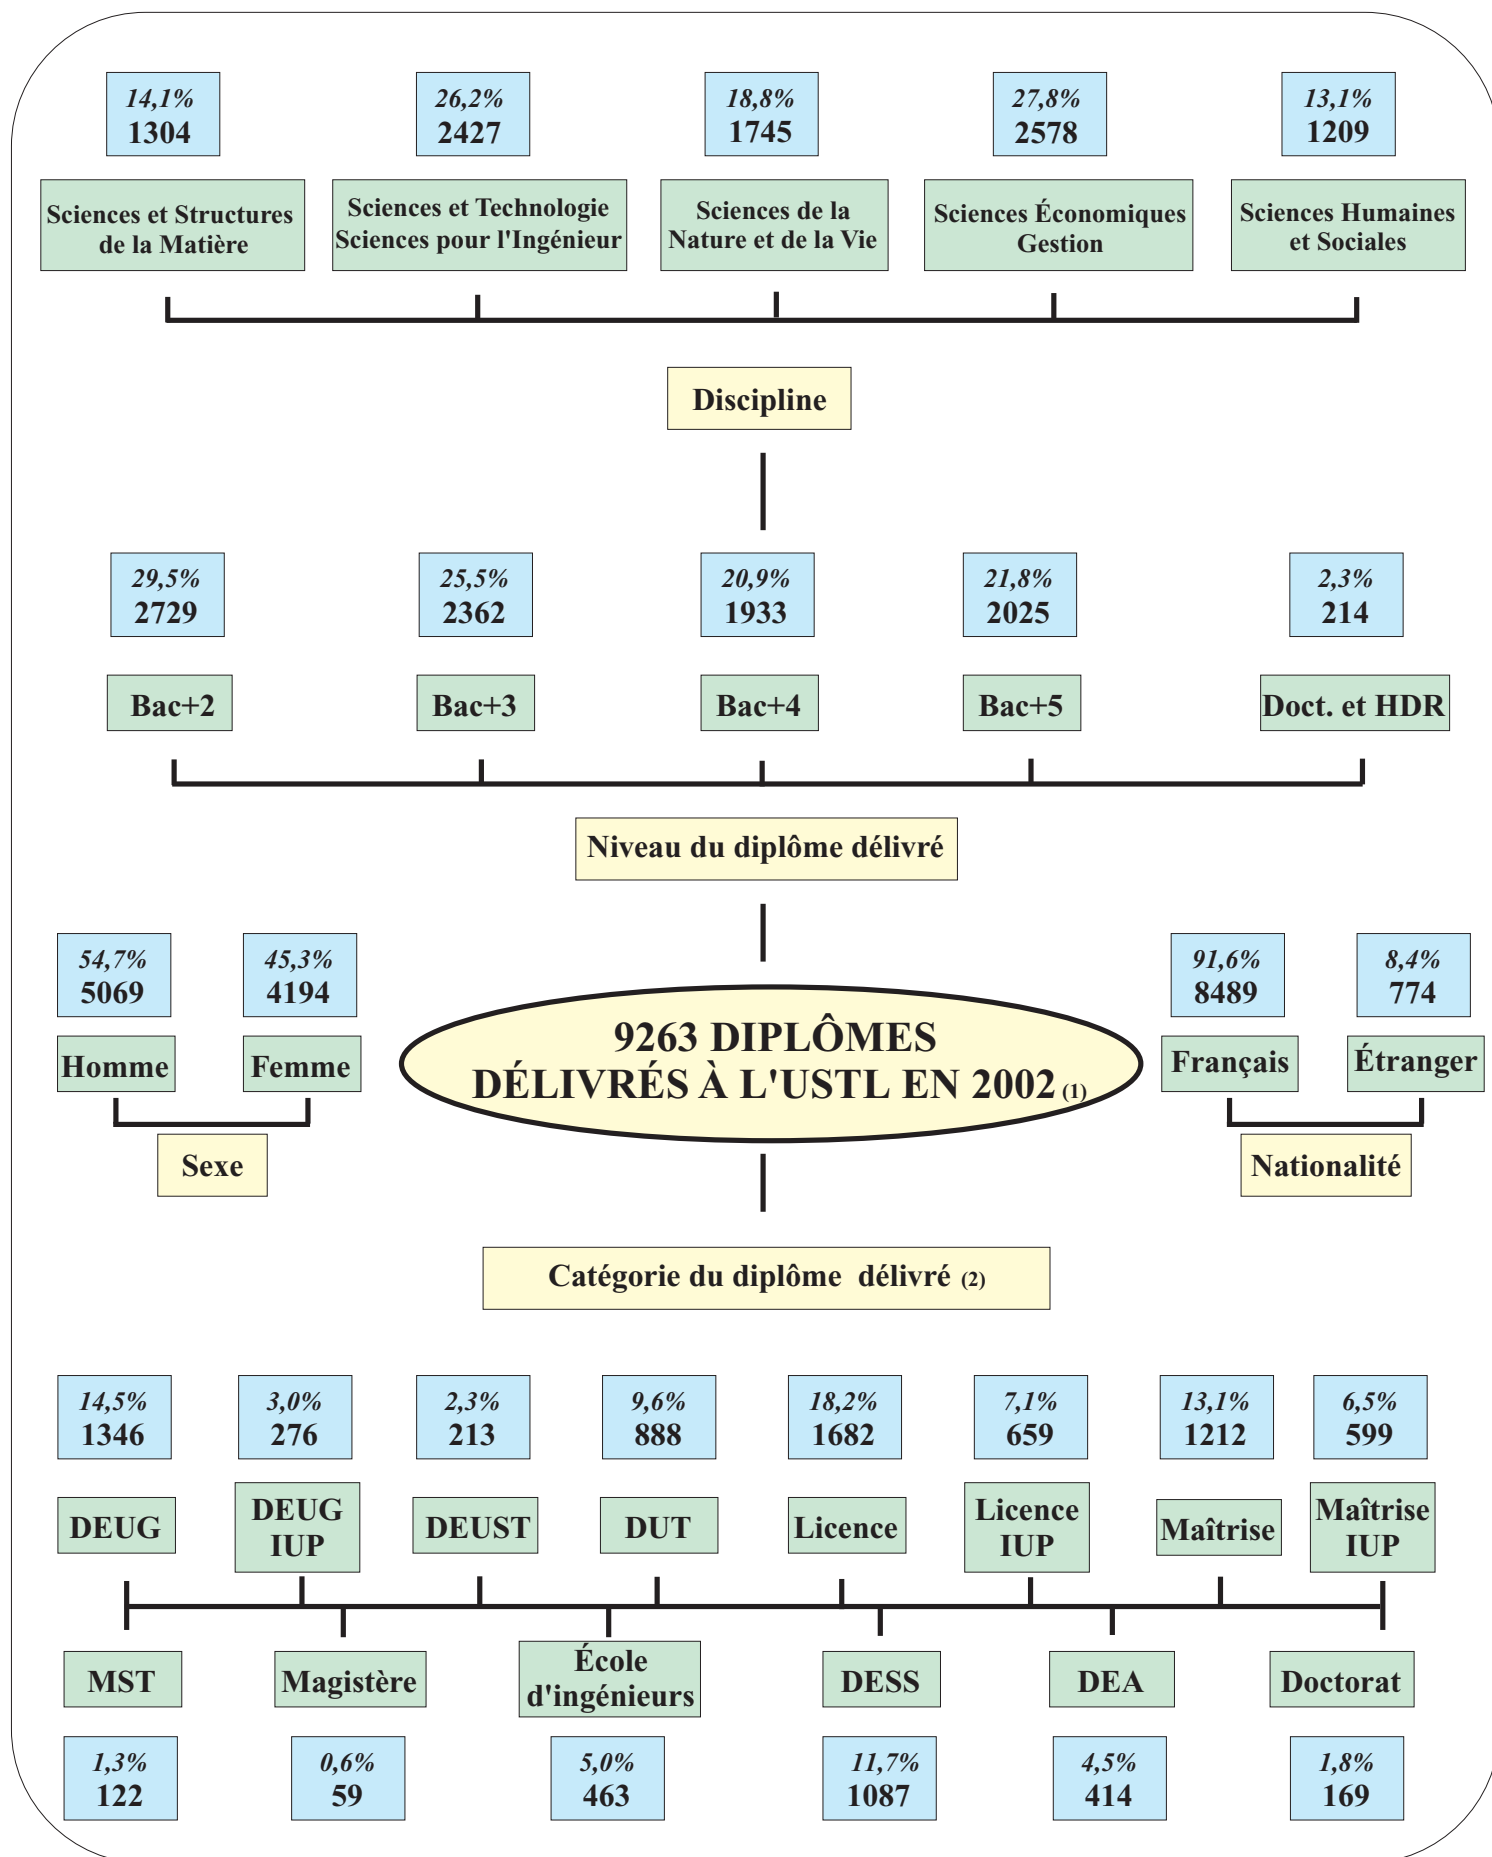 14,1%
1304
26,2%
2427
18,8%
1745
27,8%
2578
13,1%
1209
Sciences et Structures
de la Matière
Sciences et Technologie
Sciences pour l'Ingénieur
Sciences de la
Nature et de la Vie
Sciences Économiques
Gestion
Sciences Humaines
et Sociales
Discipline
29,5%
2729
25,5%
2362
20,9%
1933
21,8%
2025
2,3%
214
Bac+2
Bac+3
Bac+4
Bac+5
Doct. et HDR
Niveau du diplôme délivré
54,7%
5069
45,3%
4194
Homme
Femme
Sexe
9263 DIPLÔMES
DÉLIVRÉS À L'USTL EN 2002 (1)
91,6%
8489
8,4%
774
Français
Étranger
Nationalité
Catégorie du diplôme délivré (2)
14,5%
1346
3,0%
276
2,3%
213
9,6%
888
18,2%
1682
7,1%
659
13,1%
1212
6,5%
599
DEUG
DEUG
IUP
DEUST
DUT
Licence
Licence
IUP
Maîtrise
Maîtrise
IUP
MST
Magistère
École
d'ingénieurs
DESS
DEA
Doctorat
1,3%
122
0,6%
59
5,0%
463
11,7%
1087
4,5%
414
1,8%
169